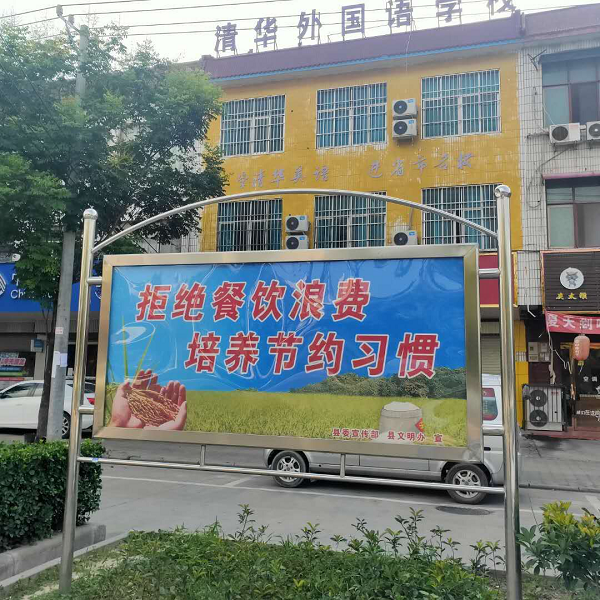 清华外国语学校
拒绝餐饮浪费
培养节约习惯
县委宣传部 县文明办 宣